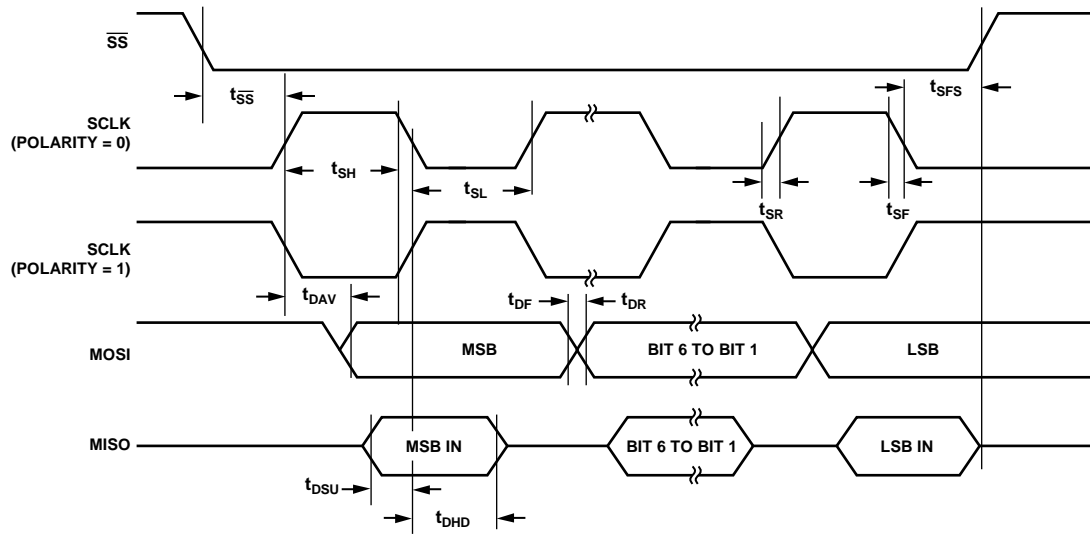 SS
tSS
tSFS
SCLK
(POLARITY = 0)
tSH
tSL
tSR
tSF
SCLK
(POLARITY = 1)
tDAV
tDF
tDR
MOSI
MSB
BIT 6 TO BIT 1
LSB
MISO
MSB IN
BIT 6 TO BIT 1
LSB IN
tDSU
tDHD